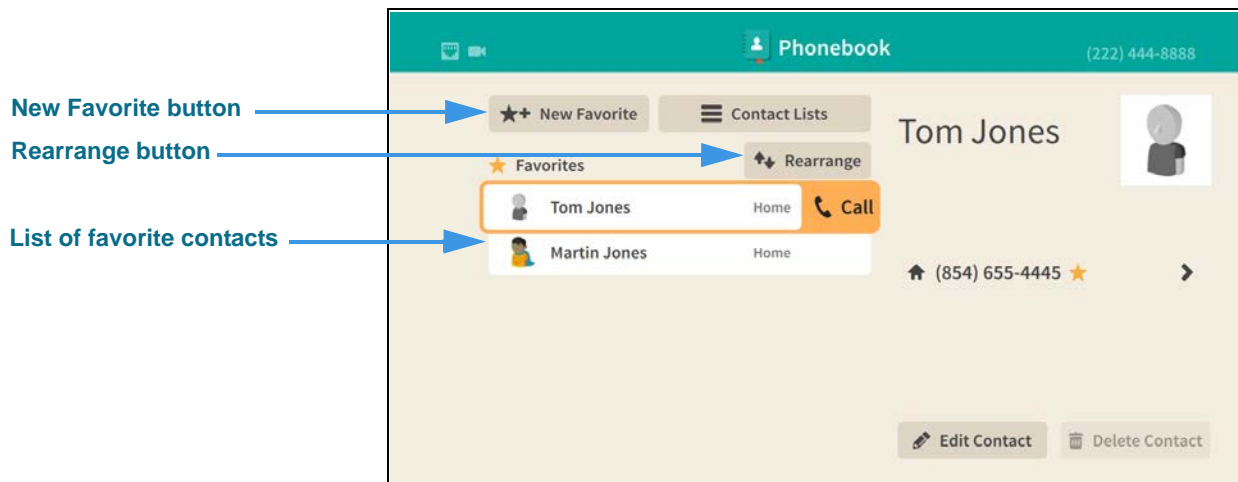 Phonebook
(222) 444-8888
New Favorite button
New Favorite
Contact Lists
Tom Jones
Rearrange button
Favorites
Rearrange
Tom Jones Home Call
List of favorite contacts
Martin Jones Home
(854) 655-4445
Edit Contact
Delete Contact